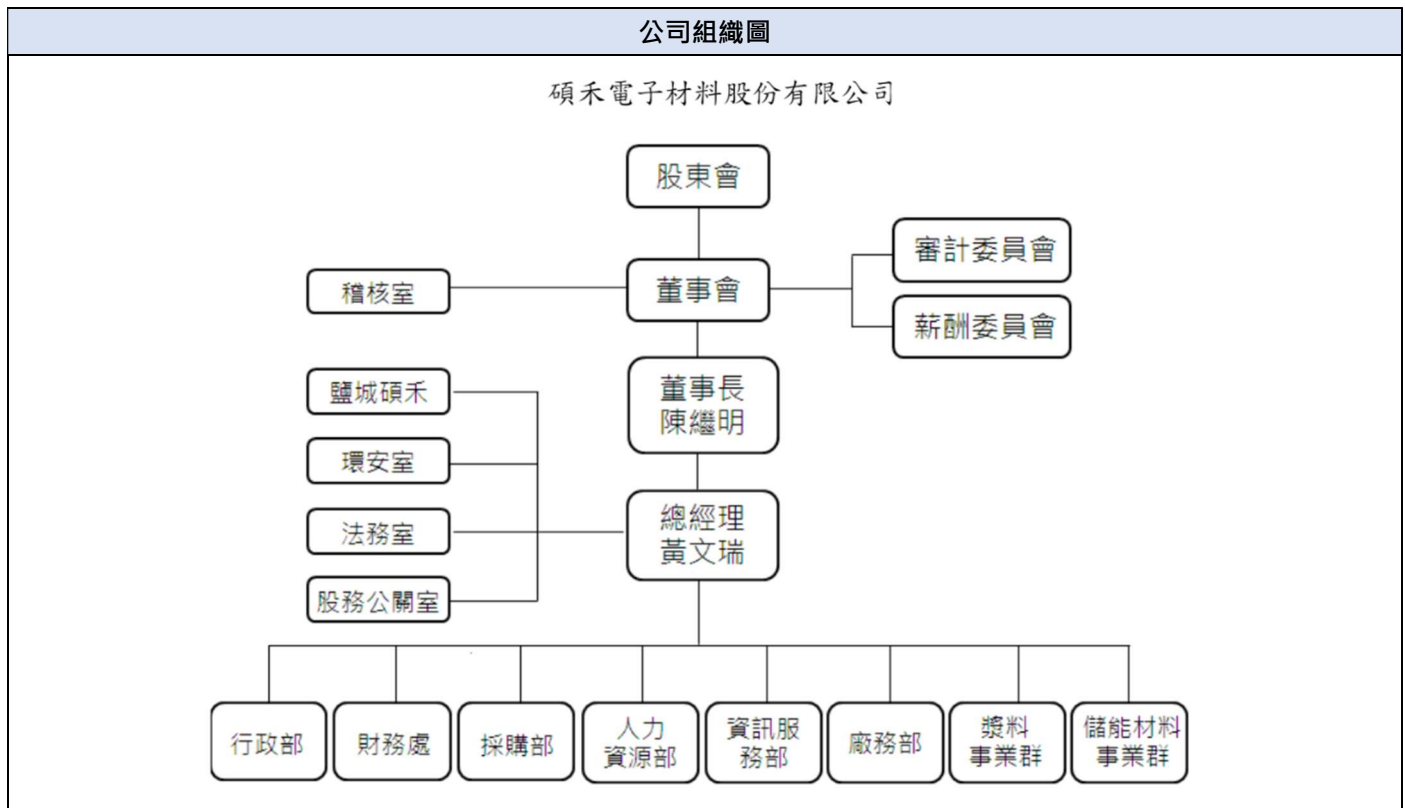 公司組織圖
碩禾電子材料股份有限公司
股東會
審計委員會
董事會
稽核室
薪酬委員會
董事長
陳繼明
鹽城碩禾
環安室
總經理
黃文瑞
法務室
股務公關室
行政部
財務處
採購部
人力
資源部
資訊服
務部
廠務部
漿料
事業群
儲能材料
事業群